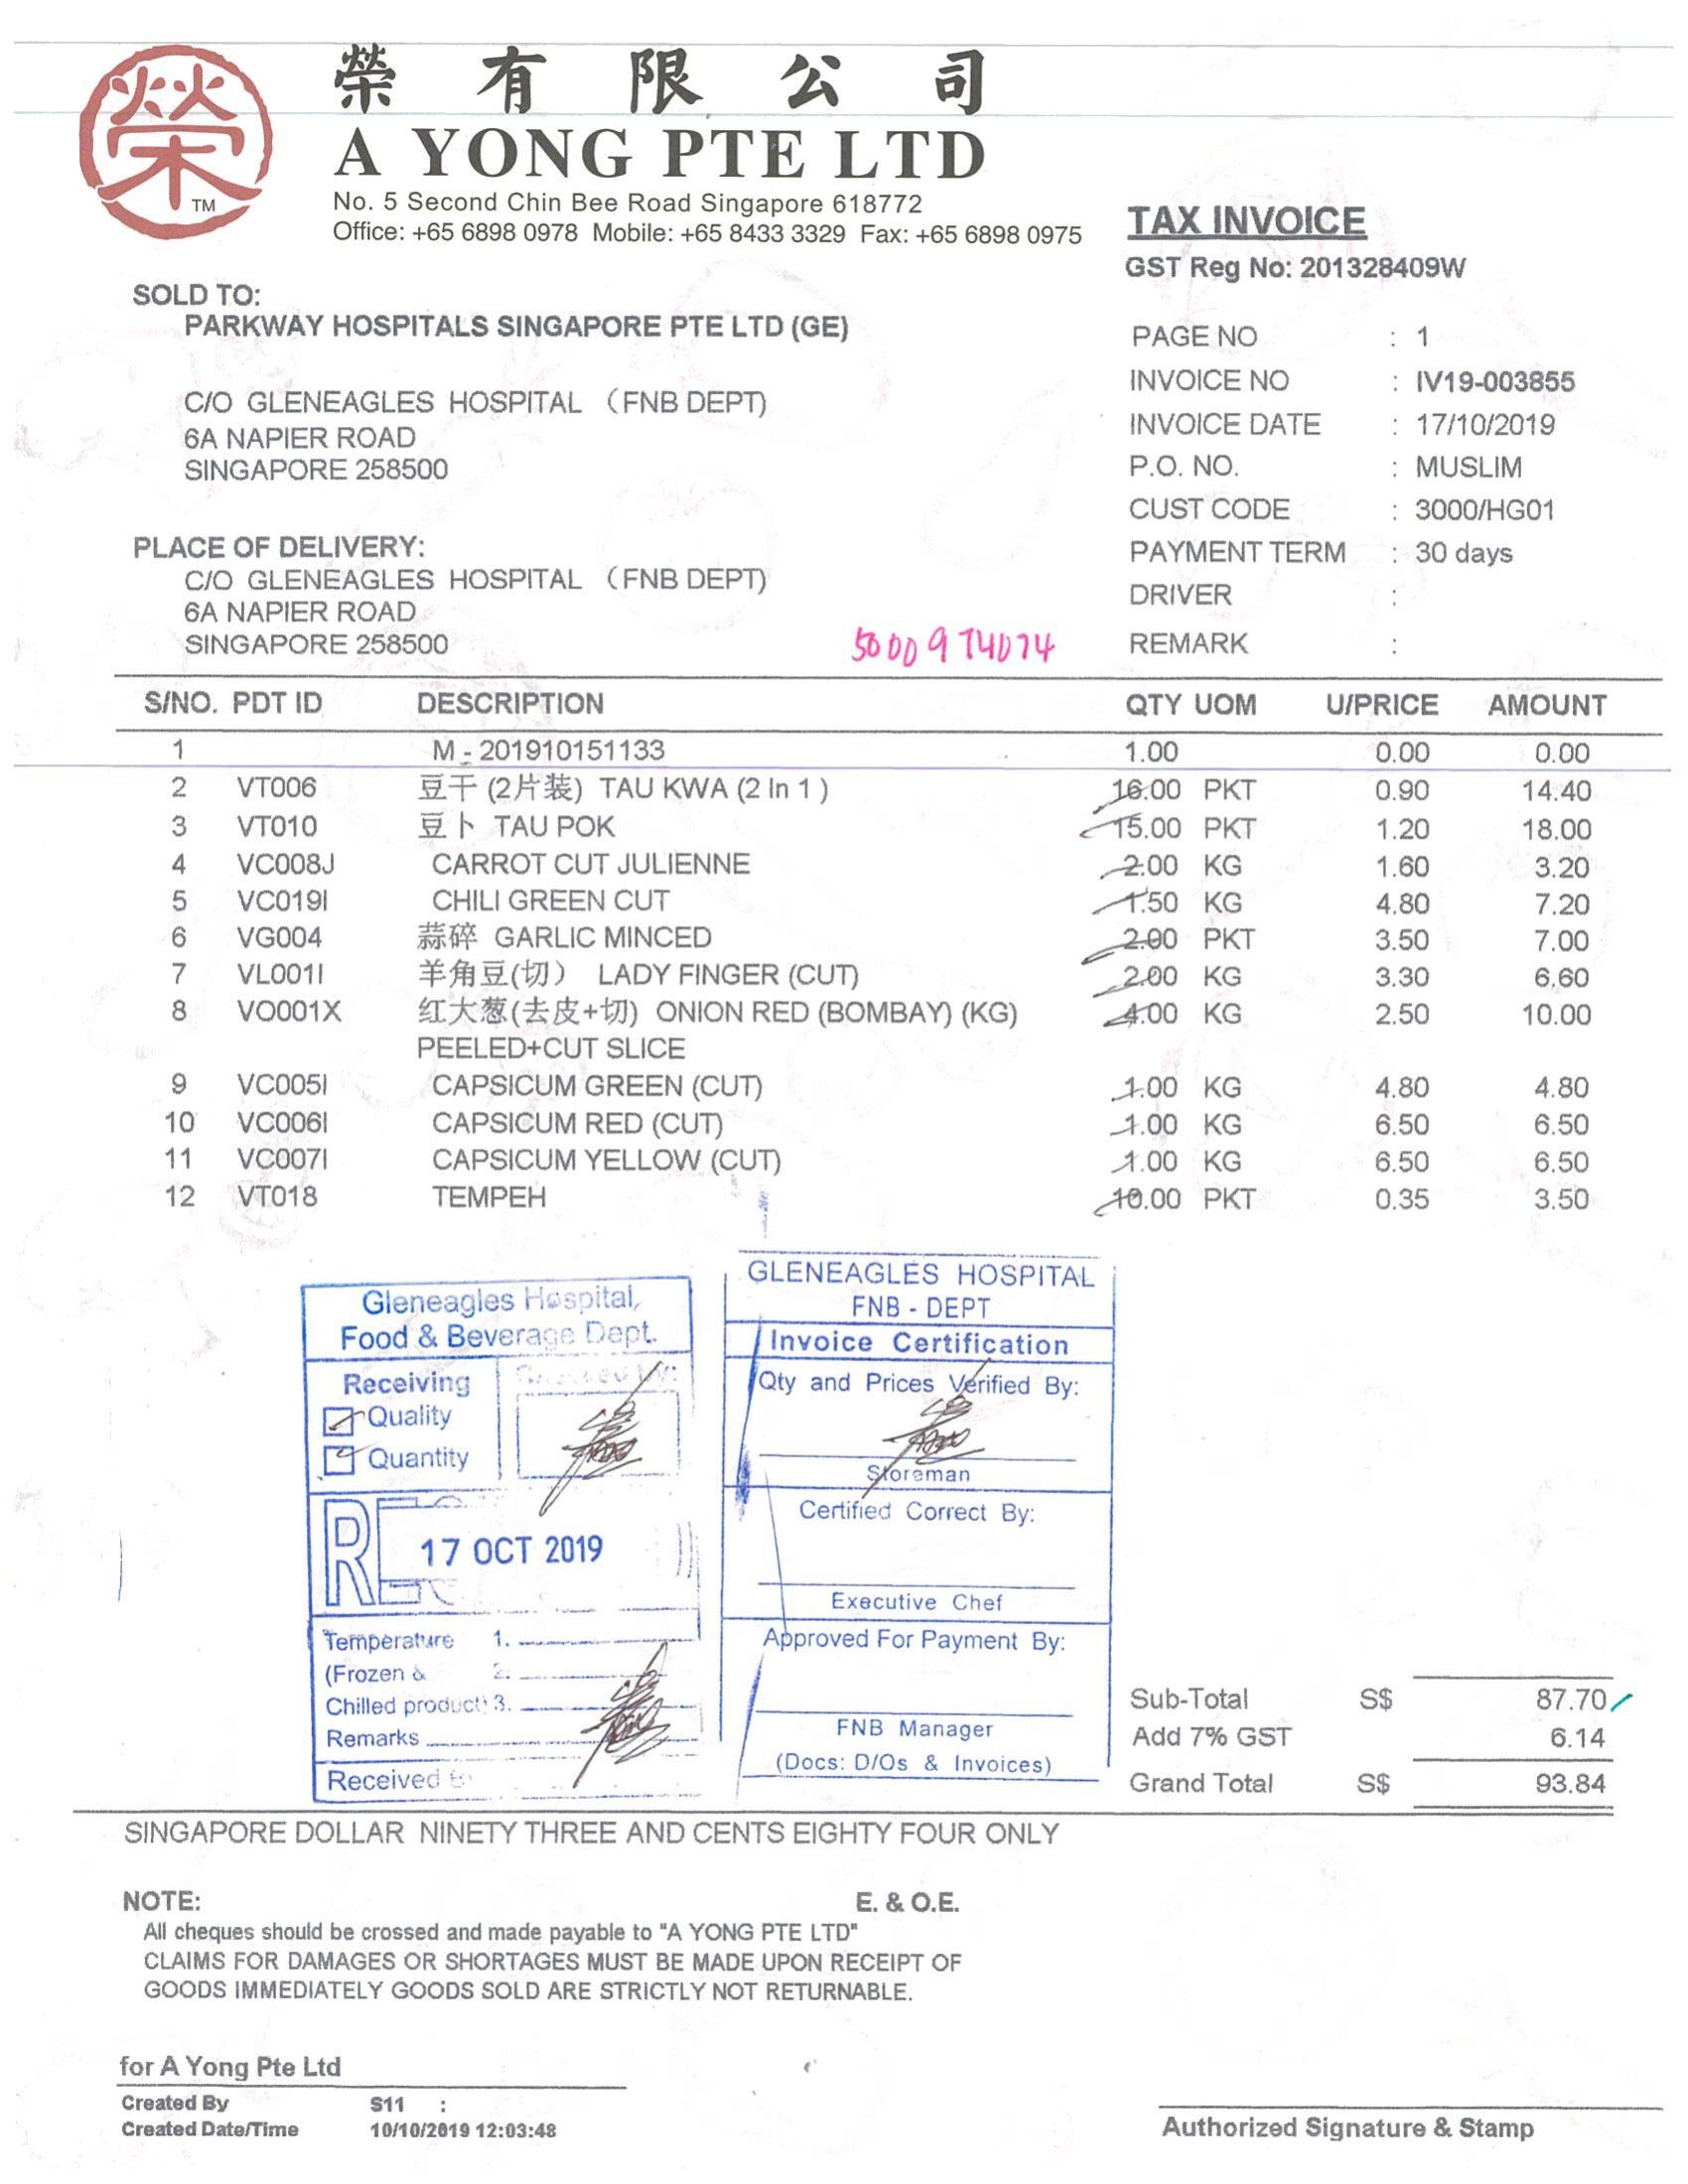 榮
TM
榮有限公司
A YONG PTE LTD
No. 5 Second Chin Bee Road Singapore 618772
Office: +65 6898 0978 Mobile: +65 8433 3329 Fax: +65 6898 0975
TAX INVOICE
GST Reg No: 201328409W
SOLD TO:
PARKWAY HOSPITALS SINGAPORE PTE LTD (GE)
C/O GLENEAGLES HOSPITAL （FNB DEPT)
6A NAPIER ROAD
SINGAPORE 258500
PAGE NO : 1
INVOICE NO : IV19-003855
INVOICE DATE : 17/10/2019
P.O. NO. : MUSLIM
CUST CODE : 3000/HG01
PAYMENT TERM : 30 days
DRIVER :
REMARK :
PLACE OF DELIVERY:
C/O GLENEAGLES HOSPITAL （FNB DEPT)
6A NAPIER ROAD
SINGAPORE 258500
5000974074
S/NO. PDT ID DESCRIPTION QTY UOM U/PRICE AMOUNT
1 M - 201910151133 1.00 0.00 0.00
2 VT006 豆干 (2片装) TAU KWA (2 In 1 ) 16.00 PKT 0.90 14.40
3 VT010 豆卜 TAU POK 15.00 PKT 1.20 18.00
4 VC008J CARROT CUT JULIENNE 2.00 KG 1.60 3.20
5 VC019I CHILI GREEN CUT 1.50 KG 4.80 7.20
6 VG004 蒜碎 GARLIC MINCED 2.00 PKT 3.50 7.00
7 VL001I 羊角豆(切） LADY FINGER (CUT) 2.00 KG 3.30 6.60
8 VO001X 红大葱(去皮+切) ONION RED (BOMBAY) (KG) 4.00 KG 2.50 10.00
PEELED+CUT SLICE
9 VC005I CAPSICUM GREEN (CUT) 1.00 KG 4.80 4.80
10 VC006I CAPSICUM RED (CUT) 1.00 KG 6.50 6.50
11 VC007I CAPSICUM YELLOW (CUT) 1.00 KG 6.50 6.50
12 VT018 TEMPEH 10.00 PKT 0.35 3.50
Gleneagles Hospital,
Food & Beverage Dept.
Receiving
Quality
Quantity
17 OCT 2019
Temperature 1.
(Frozen & 2.
Chilled product) 3.
Remarks
Received
GLENEAGLES HOSPITAL
FNB - DEPT
Invoice Certification
Qty and Prices Verified By:
Storeman
Certified Correct By:
Executive Chef
Approved For Payment By:
FNB Manager
(Docs: D/Os & Invoices)
Sub-Total S$ 87.70
Add 7% GST 6.14
Grand Total S$ 93.84
SINGAPORE DOLLAR NINETY THREE AND CENTS EIGHTY FOUR ONLY
NOTE: E. & O.E.
All cheques should be crossed and made payable to "A YONG PTE LTD"
CLAIMS FOR DAMAGES OR SHORTAGES MUST BE MADE UPON RECEIPT OF
GOODS IMMEDIATELY GOODS SOLD ARE STRICTLY NOT RETURNABLE.
for A Yong Pte Ltd
Created By S11 :
Created Date/Time 10/10/2019 12:03:48
Authorized Signature & Stamp